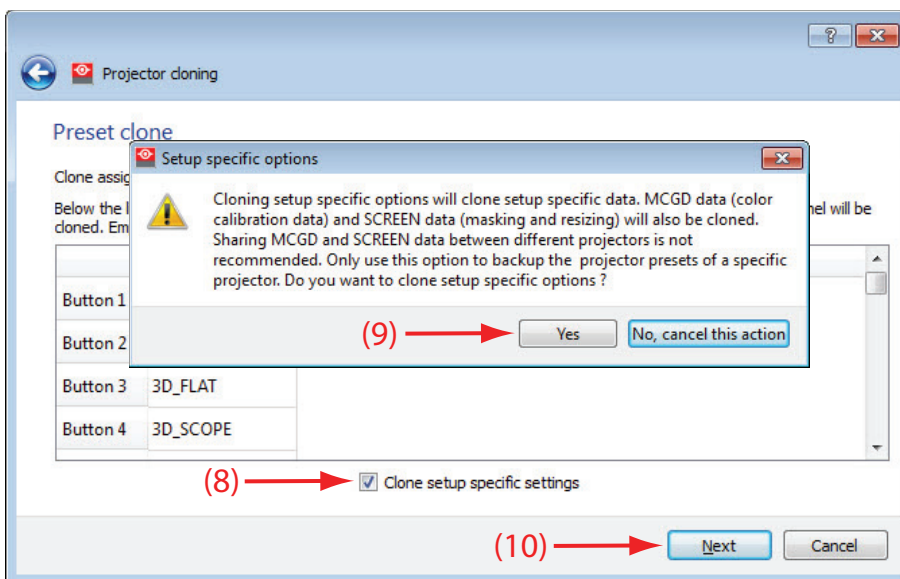 Projector cloning
Preset clone
Setup specific options
Clone assig
Cloning setup specific options will clone setup specific data. MCGD data (color
calibration data) and SCREEN data (masking and resizing) will also be cloned.
Sharing MCGD and SCREEN data between different projectors is not
recommended. Only use this option to backup the projector presets of a specific
projector. Do you want to clone setup specific options ?
Below the l
nel will be
cloned. Em
(9)
Yes
No, cancel this action
Button 1
Button 2
Button 3 3D_FLAT
Button 4 3D_SCOPE
(8)
Clone setup specific settings
(10)
Next
Cancel